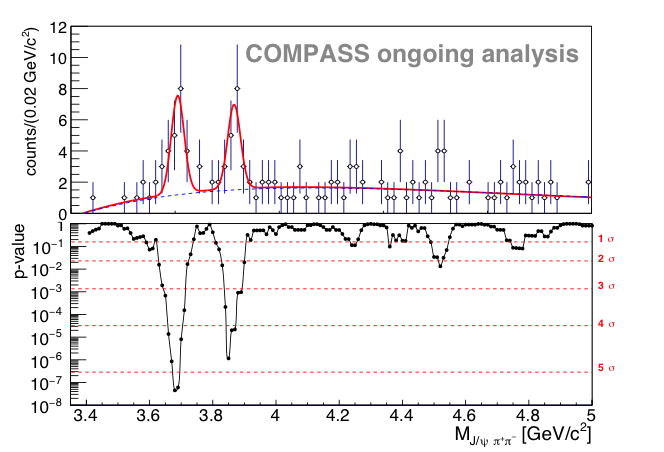 COMPASS ongoing analysis
counts/(0.02 GeV/c²)
12
10
8
6
4
2
0
p-value
1
10⁻¹
10⁻²
10⁻³
10⁻⁴
10⁻⁵
10⁻⁶
10⁻⁷
10⁻⁸
1 σ
2 σ
3 σ
4 σ
5 σ
3.4 3.6 3.8 4 4.2 4.4 4.6 4.8 5
M_J/ψ π⁺π⁻ [GeV/c²]